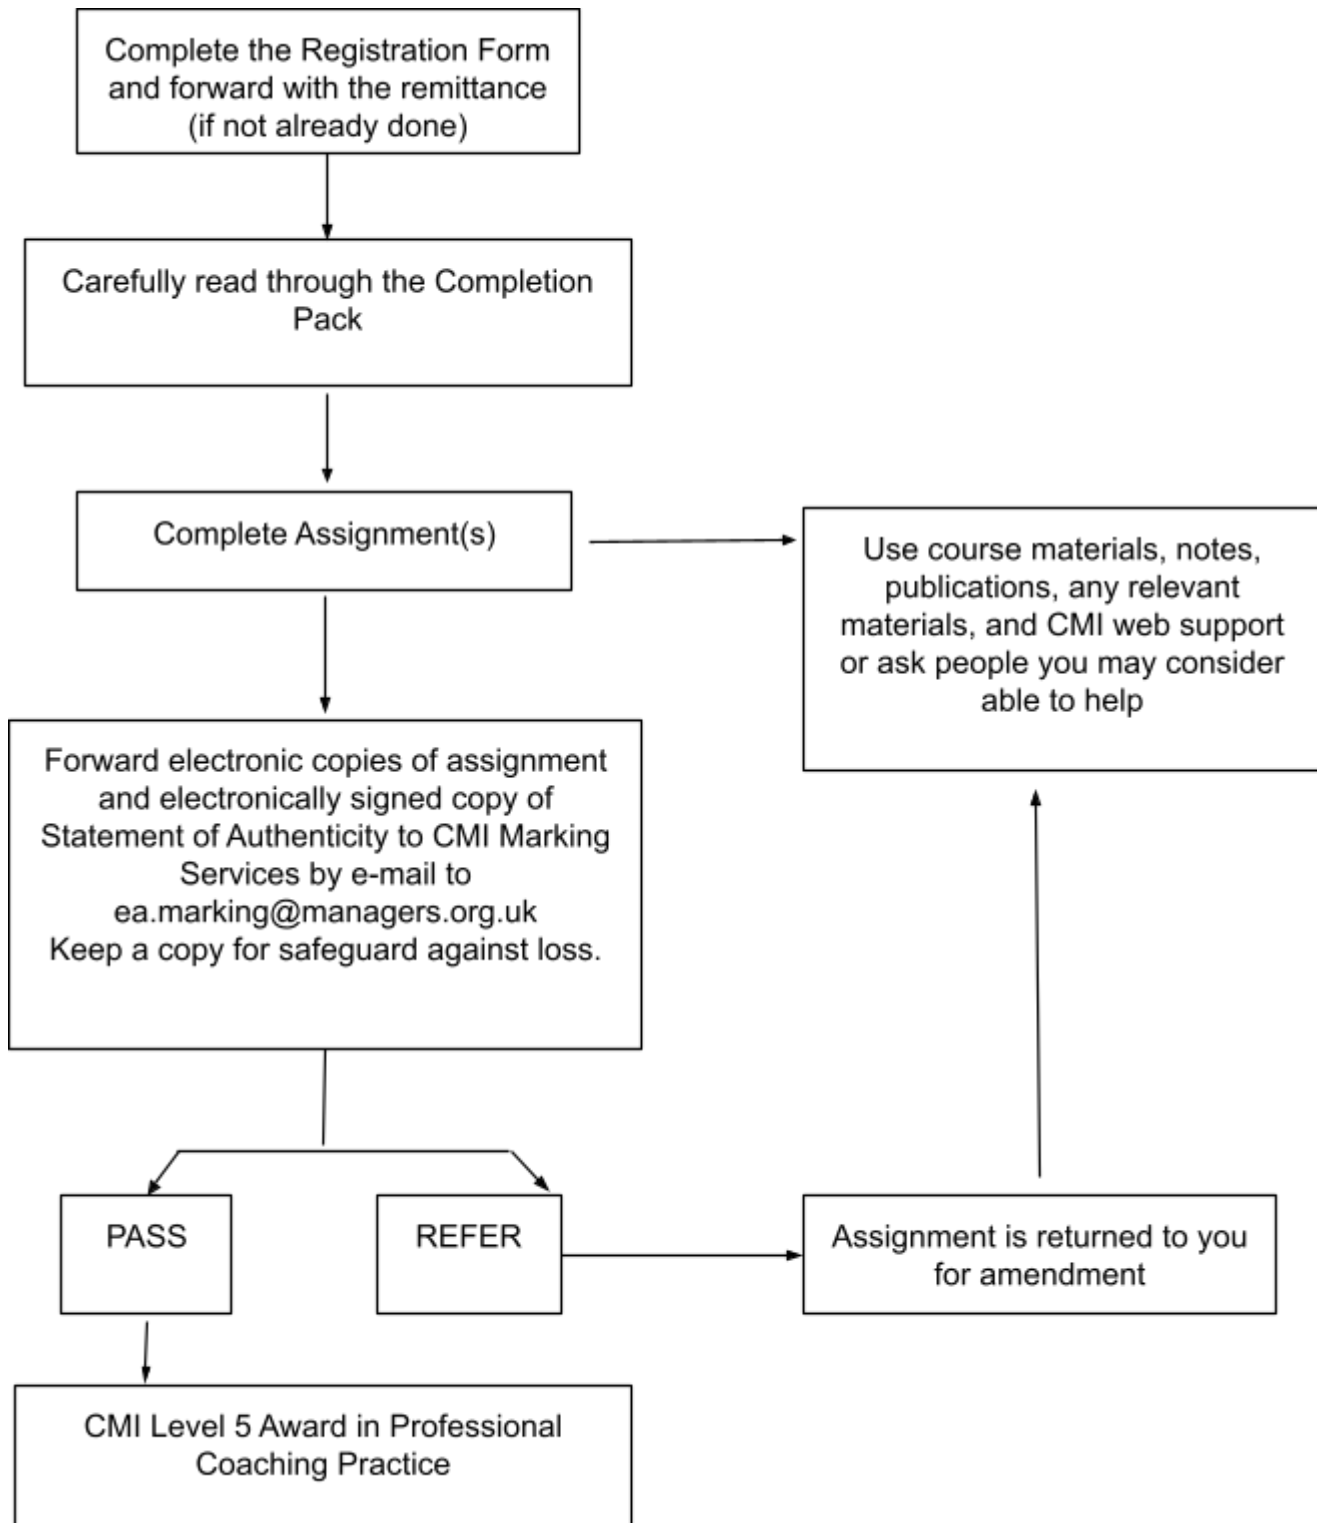 Complete the Registration Form
and forward with the remittance
(if not already done)
Carefully read through the Completion
Pack
Complete Assignment(s)
Use course materials, notes,
publications, any relevant
materials, and CMI web support
or ask people you may consider
able to help
Forward electronic copies of assignment
and electronically signed copy of
Statement of Authenticity to CMI Marking
Services by e-mail to
ea.marking@managers.org.uk
Keep a copy for safeguard against loss.
PASS
REFER
Assignment is returned to you
for amendment
CMI Level 5 Award in Professional
Coaching Practice